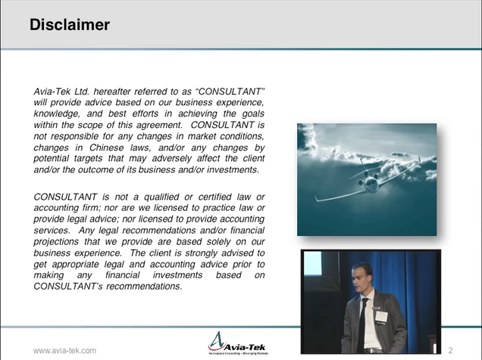 Disclaimer
Avia-Tek Ltd. hereafter referred to as “CONSULTANT”
will provide advice based on our business experience,
knowledge, and best efforts in achieving the goals
within the scope of this agreement. CONSULTANT is
not responsible for any changes in market conditions,
changes in Chinese laws, and/or any changes by
potential targets that may adversely affect the client
and/or the outcome of its business and/or investments.
CONSULTANT is not a qualified or certified law or
accounting firm; nor are we licensed to practice law or
provide legal advice; nor licensed to provide accounting
services. Any legal recommendations and/or financial
projections that we provide are based solely on our
business experience. The client is strongly advised to
get appropriate legal and accounting advice prior to
making any financial investments based on
CONSULTANT's recommendations.
www.avia-tek.com
Avia-Tek
Aerospace Consulting - Emerging Markets
2